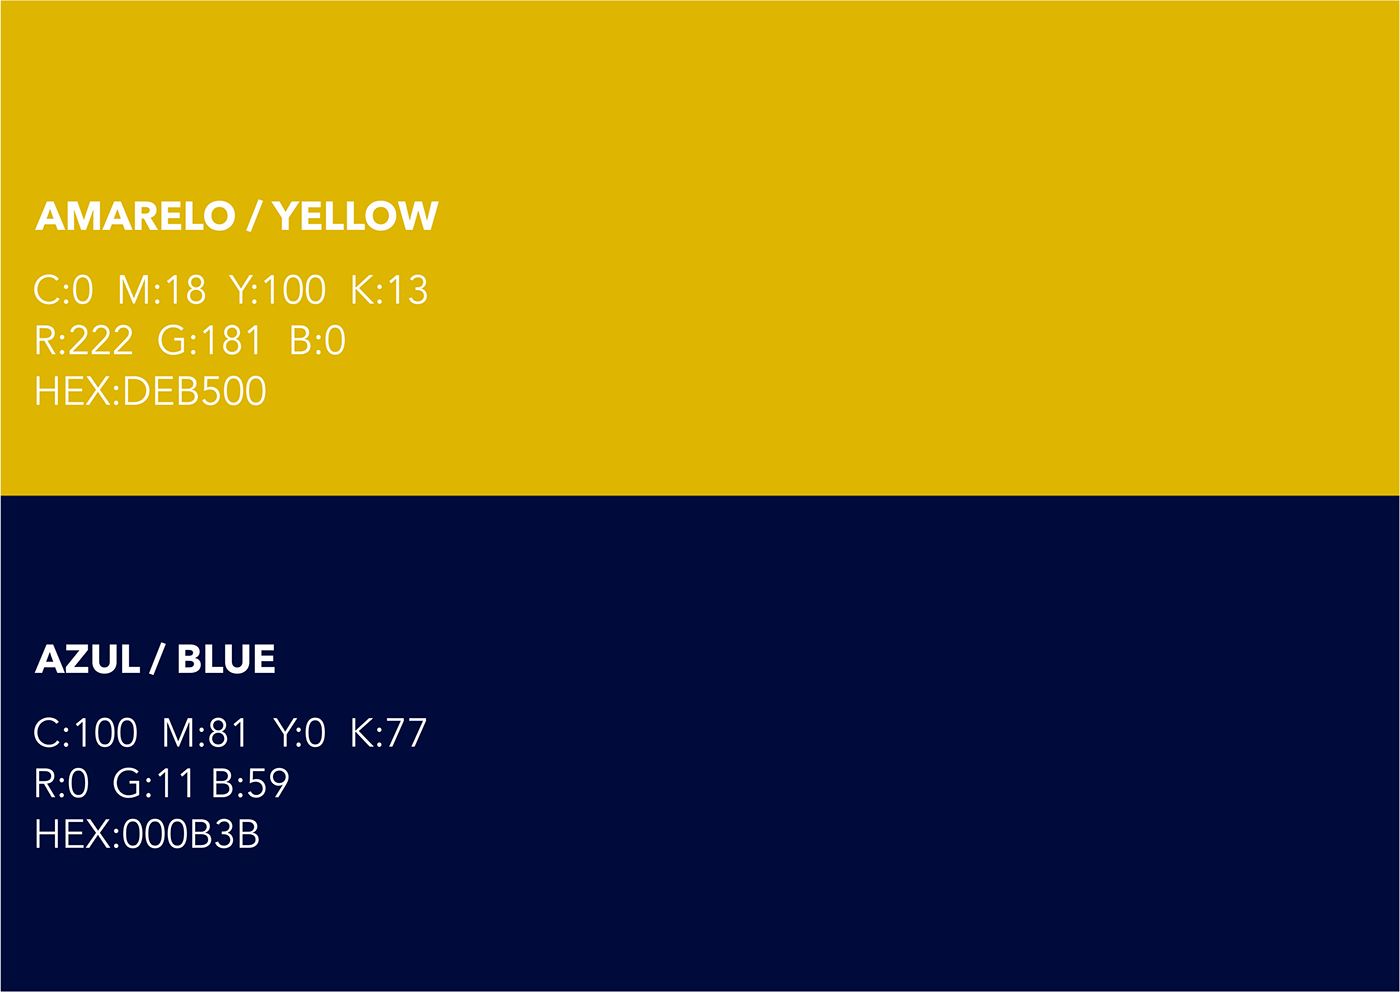 AMARELO / YELLOW
C:0 M:18 Y:100 K:13
R:222 G:181 B:0
HEX:DEB500
AZUL / BLUE
C:100 M:81 Y:0 K:77
R:0 G:11 B:59
HEX:000B3B